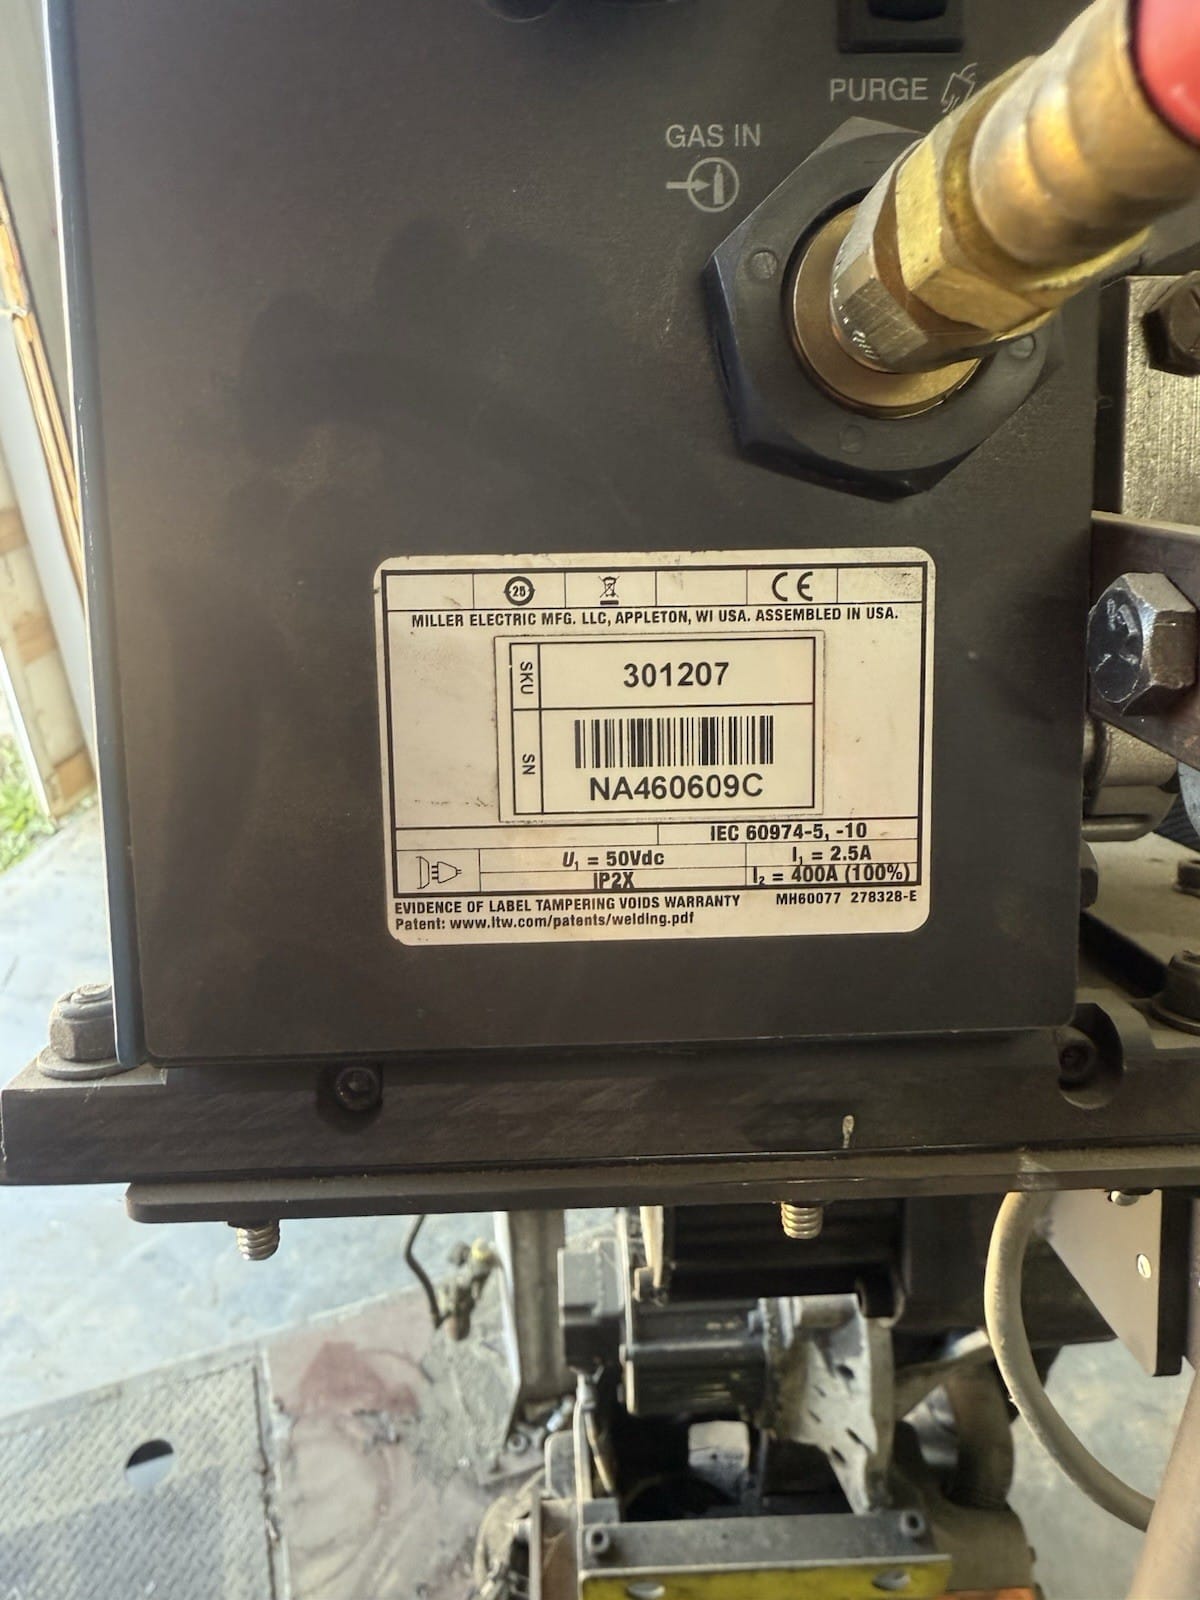 PURGE
GAS IN
25
CE
MILLER ELECTRIC MFG. LLC, APPLETON, WI USA. ASSEMBLED IN USA.
SKU
301207
SN
NA460609C
IEC 60974-5, -10
U1 = 50Vdc
I1 = 2.5A
IP2X
I2 = 400A (100%)
EVIDENCE OF LABEL TAMPERING VOIDS WARRANTY
MH60077 278328-E
Patent: www.itw.com/patents/welding.pdf